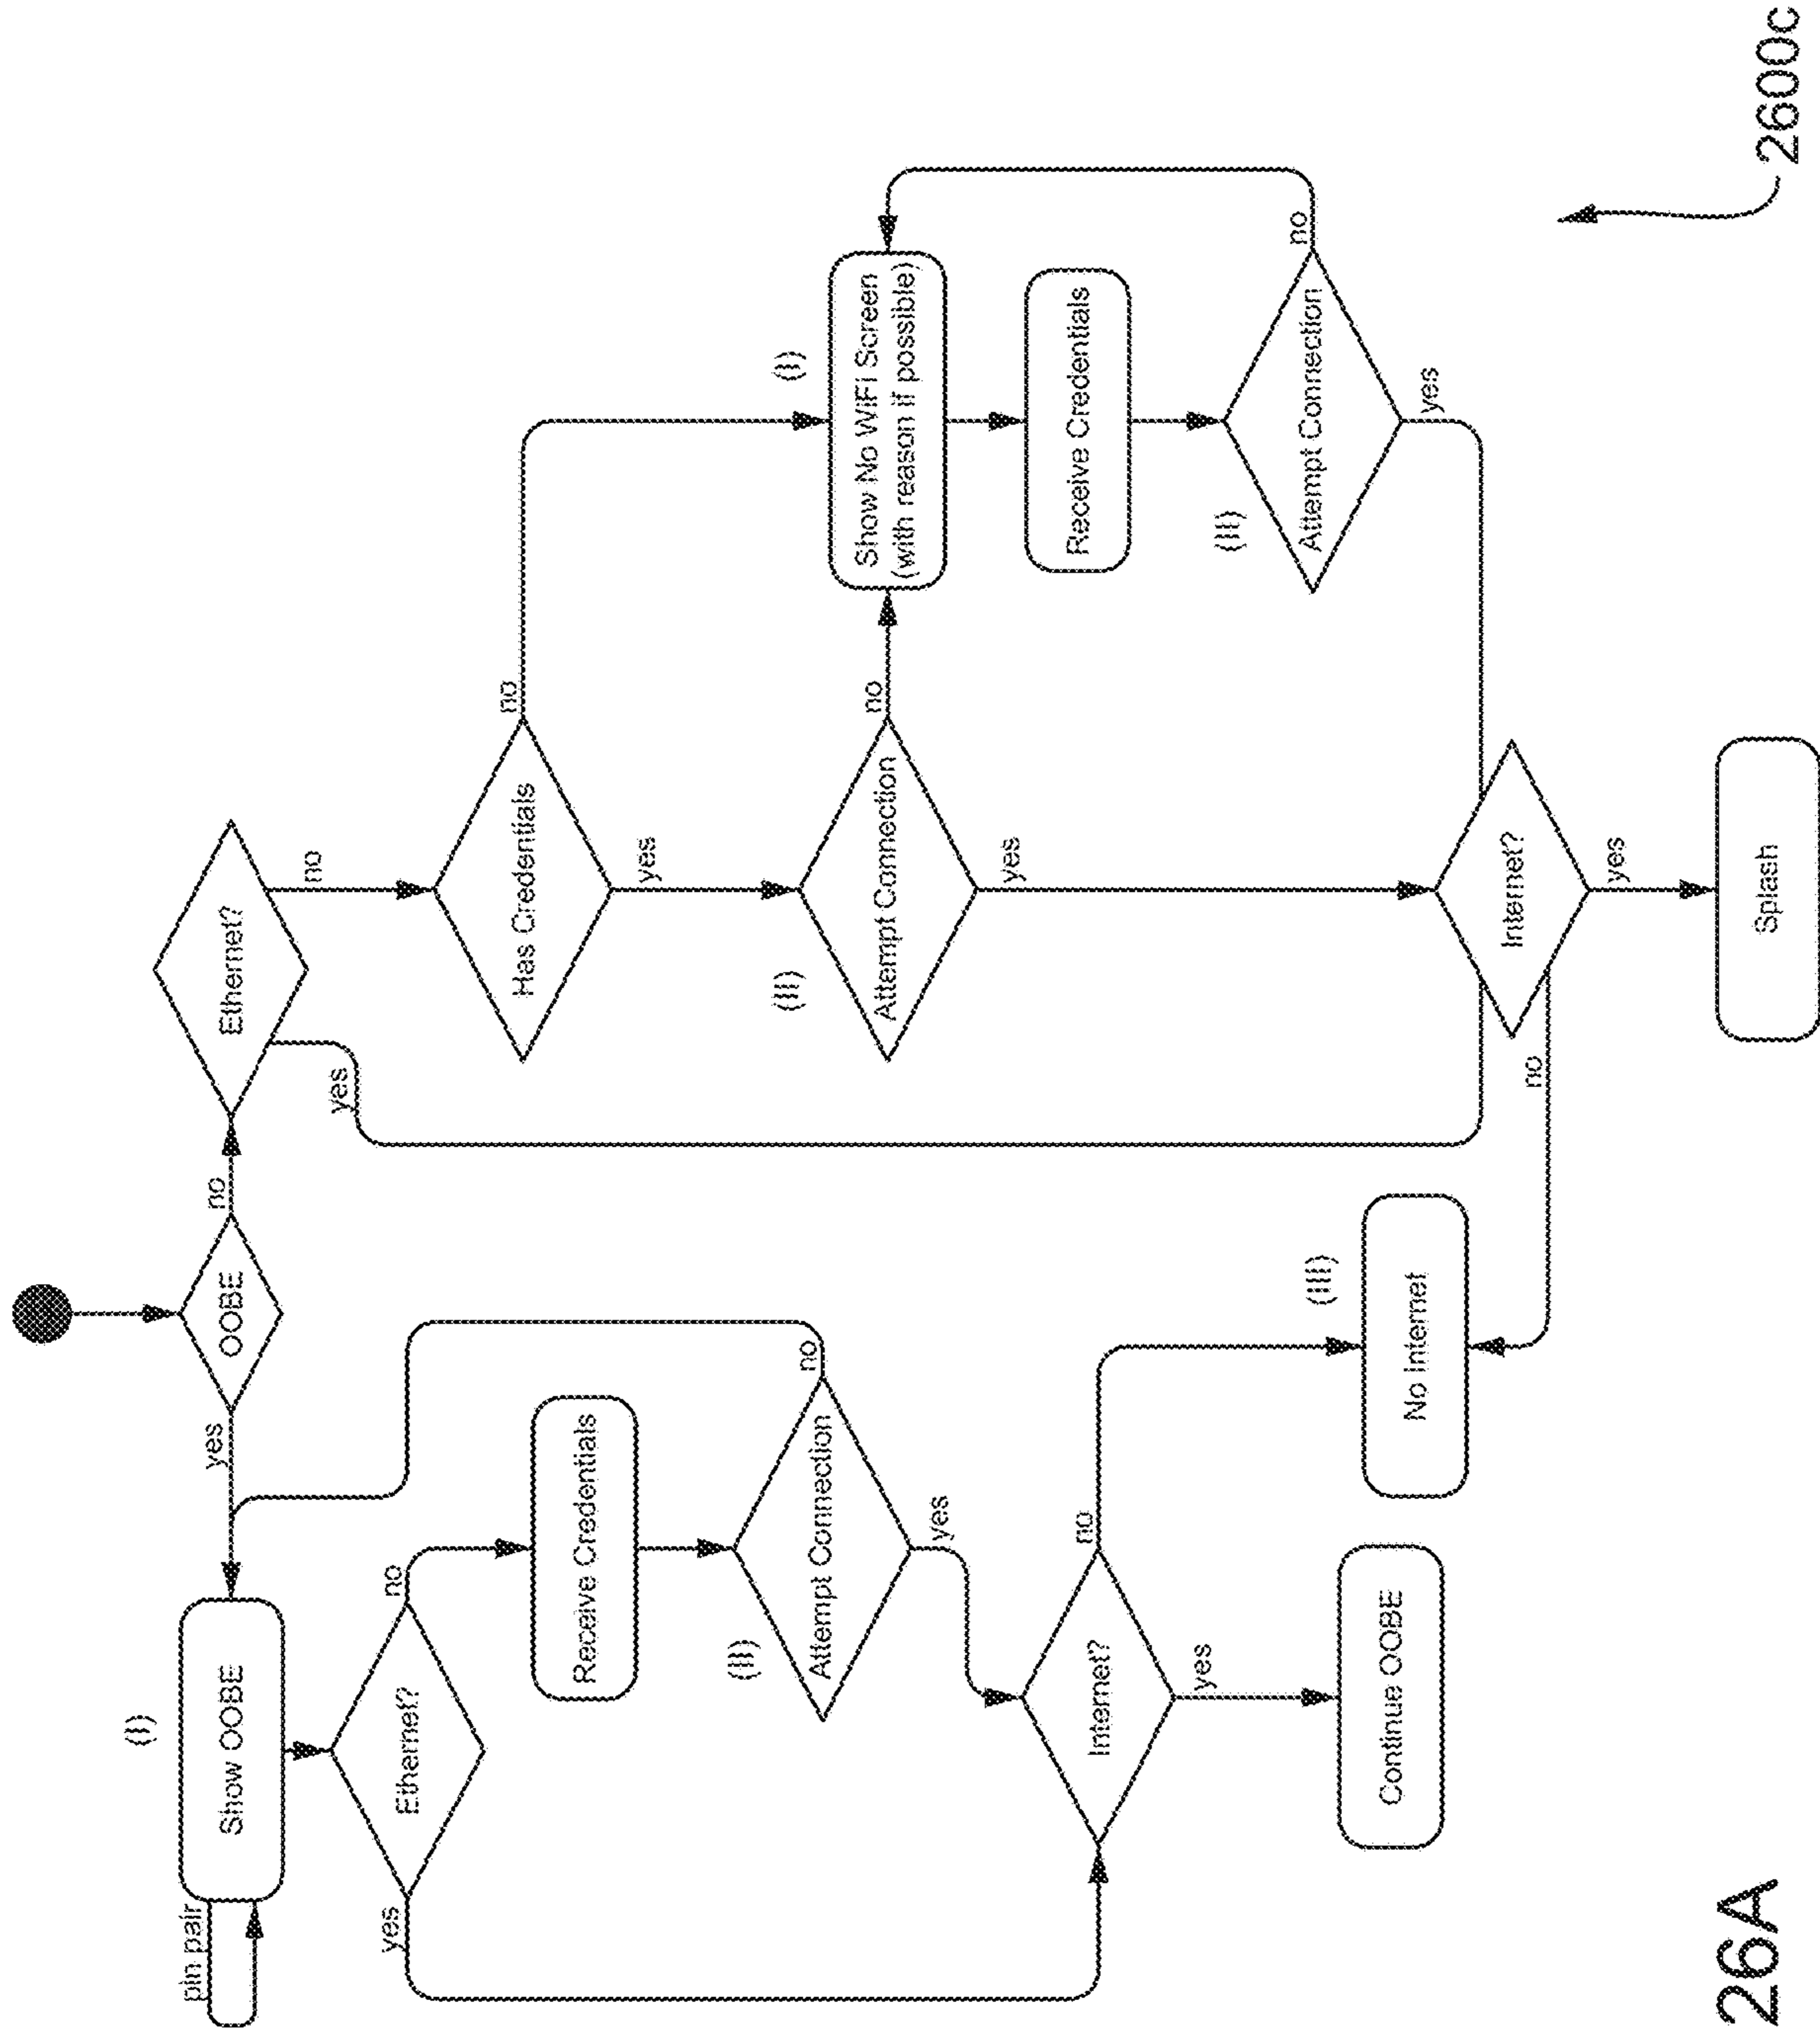 OOBE
yes
no
(I)
Show OOBE
pin pair
Ethernet?
yes
no
Receive Credentials
(II)
Attempt Connection
no
yes
Internet?
no
yes
Continue OOBE
(III)
No Internet
Ethernet?
yes
no
Has Credentials
no
yes
(II)
Attempt Connection
no
yes
(I)
Show No WiFi Screen
(with reason if possible)
Receive Credentials
(II)
Attempt Connection
no
yes
Internet?
no
yes
Splash
26A
2600c